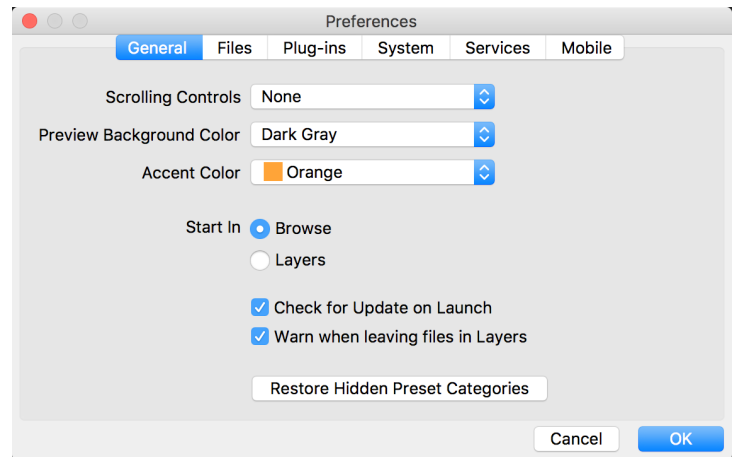 Preferences
General Files Plug-ins System Services Mobile
Scrolling Controls None
Preview Background Color Dark Gray
Accent Color Orange
Start In Browse
Layers
Check for Update on Launch
Warn when leaving files in Layers
Restore Hidden Preset Categories
Cancel OK